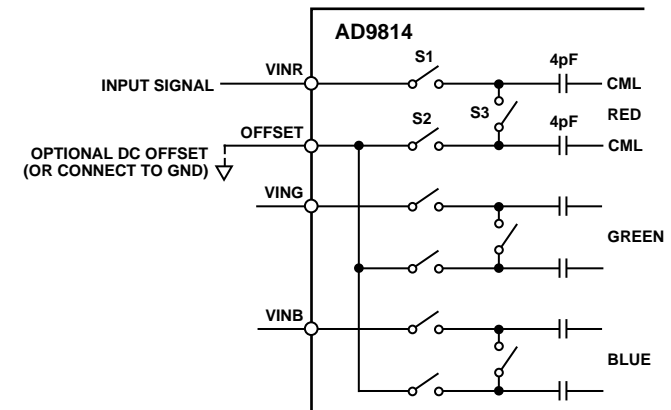 AD9814
S1
4pF
VINR
INPUT SIGNAL
CML
S3
RED
S2
4pF
OFFSET
CML
OPTIONAL DC OFFSET
(OR CONNECT TO GND)
VING
GREEN
VINB
BLUE